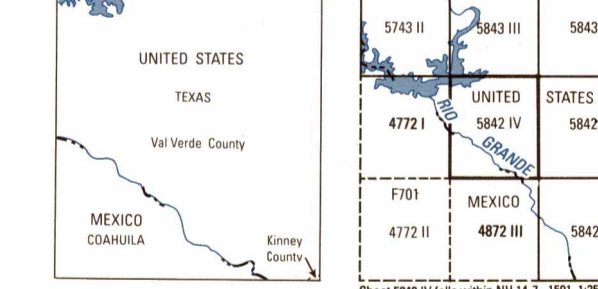 UNITED STATES
TEXAS
Val Verde County
MEXICO
COAHUILA
Kinney
County
5743 II
5843 III
5843
UNITED
STATES
4772 I
5842 IV
5842
RIO
GRANDE
F701
MEXICO
4772 II
4872 III
5842